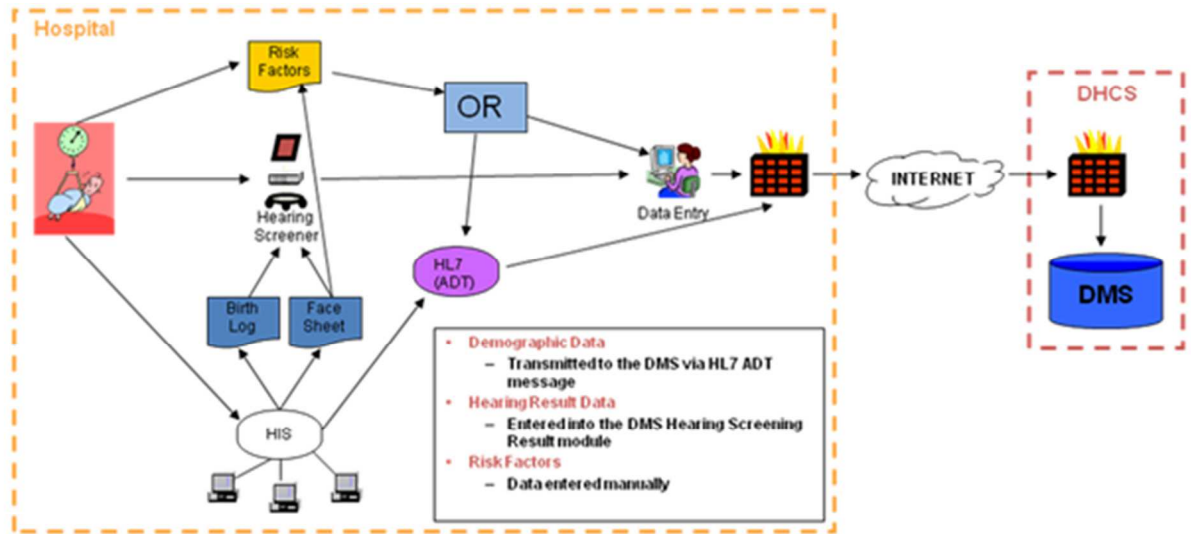 Hospital
Risk
Factors
OR
DHCS
INTERNET
Hearing
Screener
Data Entry
HL7
(ADT)
Birth
Log
Face
Sheet
DMS
HIS
• Demographic Data
– Transmitted to the DMS via HL7 ADT
message
• Hearing Result Data
– Entered into the DMS Hearing Screening
Result module
• Risk Factors
– Data entered manually